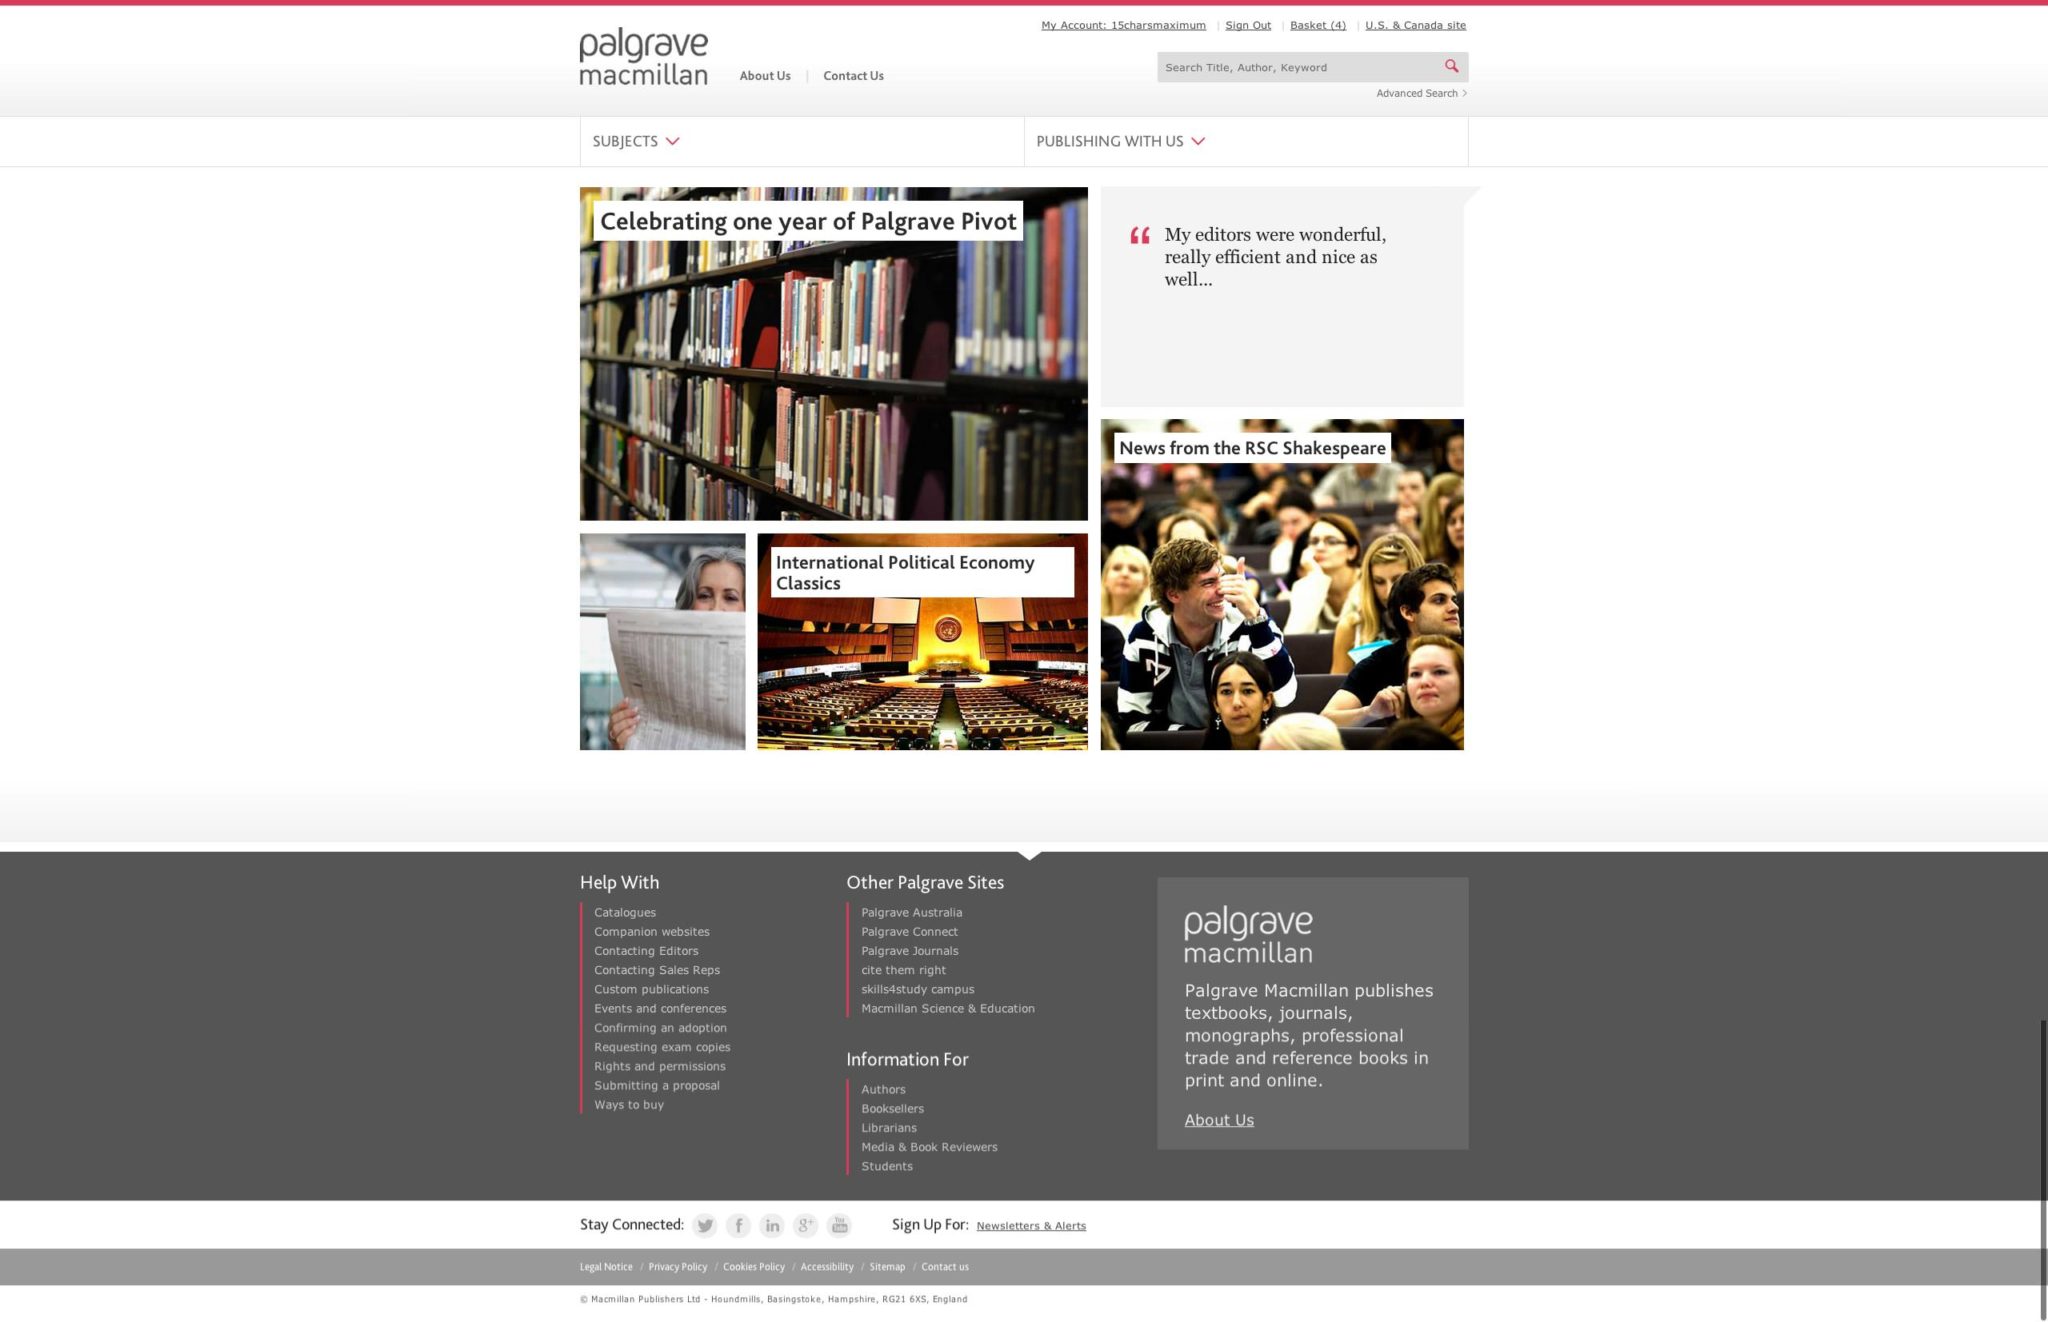 My Account: 15charsmaximum | Sign Out | Basket (4) | U.S. & Canada site
palgrave
macmillan
About Us | Contact Us
Search Title, Author, Keyword
Advanced Search >
SUBJECTS
PUBLISHING WITH US
Celebrating one year of Palgrave Pivot
“ My editors were wonderful,
really efficient and nice as
well...
News from the RSC Shakespeare
International Political Economy
Classics
Help With
Catalogues
Companion websites
Contacting Editors
Contacting Sales Reps
Custom publications
Events and conferences
Confirming an adoption
Requesting exam copies
Rights and permissions
Submitting a proposal
Ways to buy
Other Palgrave Sites
Palgrave Australia
Palgrave Connect
Palgrave Journals
cite them right
skills4study campus
Macmillan Science & Education
Information For
Authors
Booksellers
Librarians
Media & Book Reviewers
Students
palgrave
macmillan
Palgrave Macmillan publishes
textbooks, journals,
monographs, professional
trade and reference books in
print and online.
About Us
Stay Connected:
f
in
g+
You
Tube
Sign Up For: Newsletters & Alerts
Legal Notice / Privacy Policy / Cookies Policy / Accessibility / Sitemap / Contact us
© Macmillan Publishers Ltd - Houndmills, Basingstoke, Hampshire, RG21 6XS, England